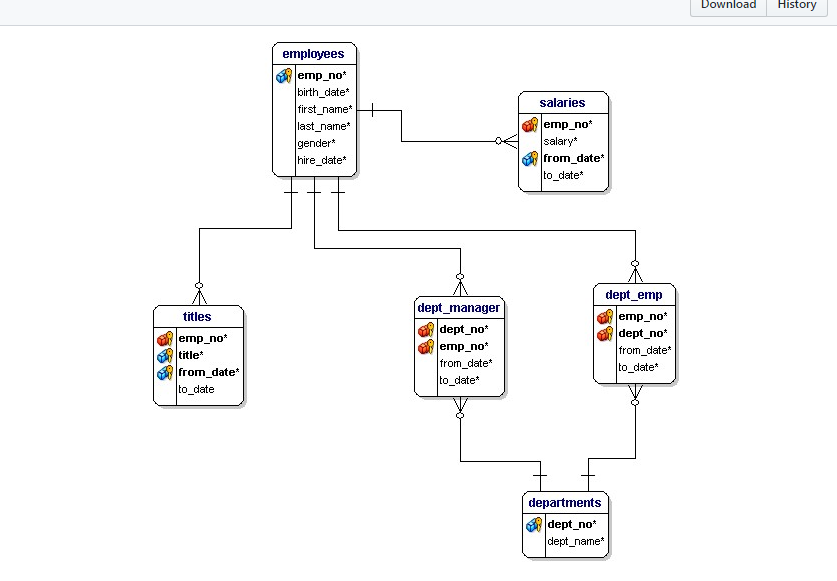 Download
History
employees
emp_no*
birth_date*
first_name*
last_name*
gender*
hire_date*
salaries
emp_no*
salary*
from_date*
to_date*
titles
emp_no*
title*
from_date*
to_date
dept_manager
dept_no*
emp_no*
from_date*
to_date*
dept_emp
emp_no*
dept_no*
from_date*
to_date*
departments
dept_no*
dept_name*